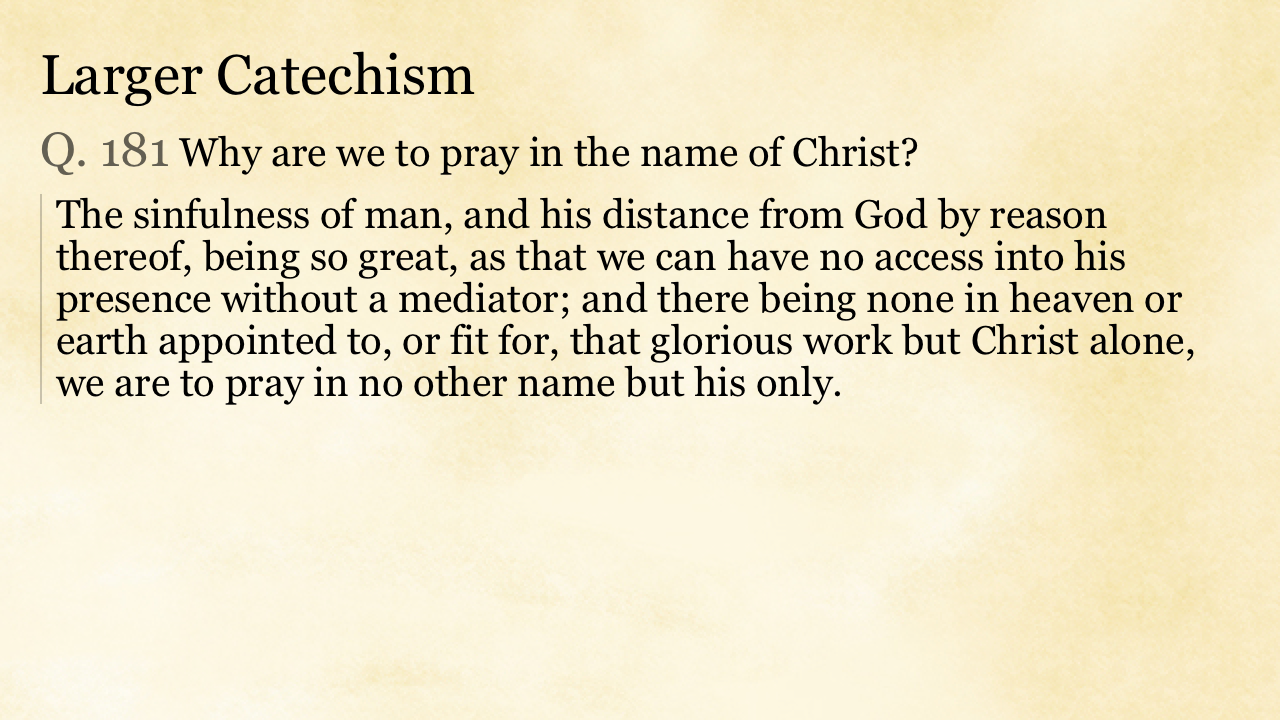 Larger Catechism
Q. 181 Why are we to pray in the name of Christ?
The sinfulness of man, and his distance from God by reason
thereof, being so great, as that we can have no access into his
presence without a mediator; and there being none in heaven or
earth appointed to, or fit for, that glorious work but Christ alone,
we are to pray in no other name but his only.